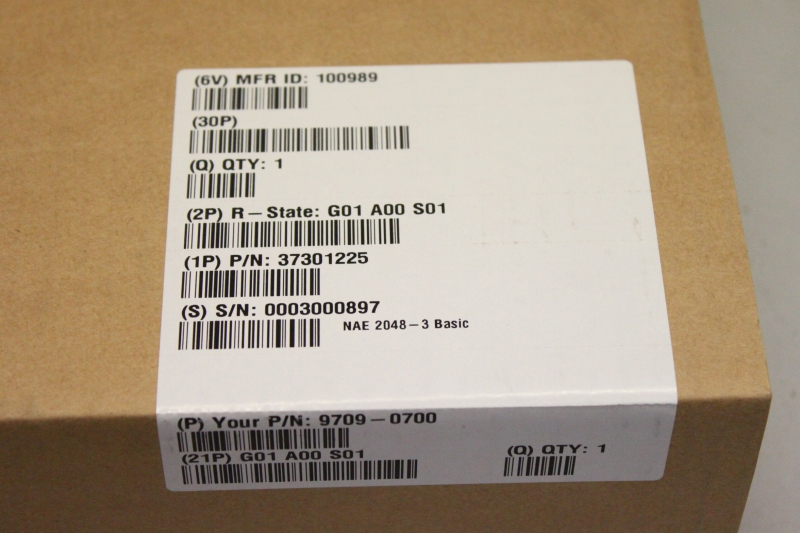 (6V) MFR ID: 100989
(30P)
(Q) QTY: 1
(2P) R-State: G01 A00 S01
(1P) P/N: 37301225
(S) S/N: 0003000897
NAE 2048-3 Basic
(P) Your P/N: 9709-0700
(21P) G01 A00 S01
(Q) QTY: 1